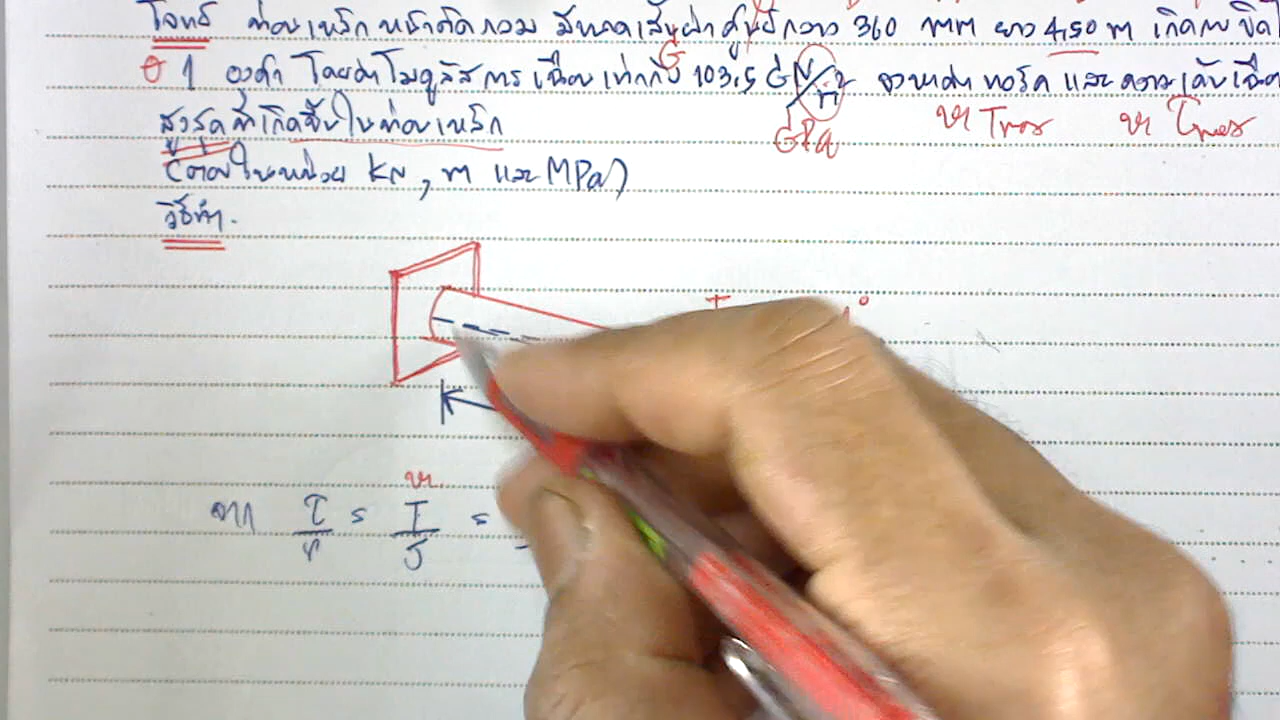 โจทย์ ท่อนเหล็กหน้าตัดกลม มีขนาดเส้นผ่าศูนย์กลาง 360 mm ยาว 4.50 m เกิดการบิดไ
θ 1 องศา โดยค่าโมดูลัสการเฉือนเท่ากับ 103.5 GN/m2 จงหาค่าทอร์ค และความเค้นเฉือ
G
สูงสุดที่เกิดขึ้นในท่อนเหล็ก
GPa หา Tmax หา τmax
(ตอบในหน่วย kN, m และ MPa)
วิธีทำ.
T 1°
หา
จาก τ/r = T/J =